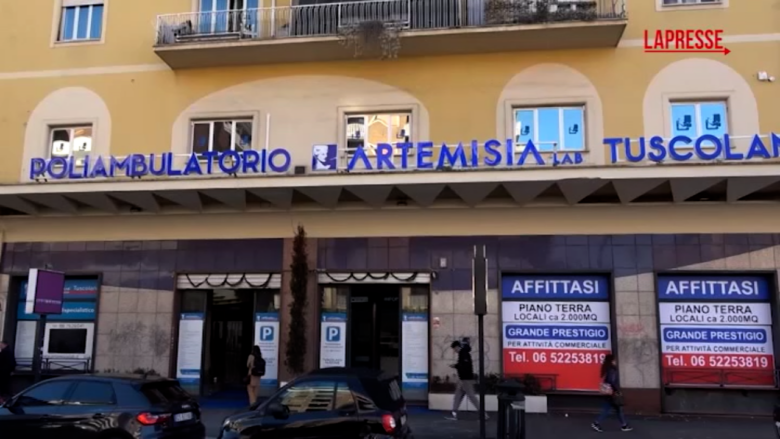 LAPRESSE
POLIAMBULATORIO ARTEMISIA LAB TUSCOLAN
P
P
AFFITTASI
PIANO TERRA
LOCALI ca 2.000MQ
GRANDE PRESTIGIO
PER ATTIVITÀ COMMERCIALE
Tel. 06 52253819
AFFITTASI
PIANO TERRA
LOCALI ca 2.000MQ
GRANDE PRESTIGIO
PER ATTIVITÀ COMMERCIALE
Tel. 06 52253819